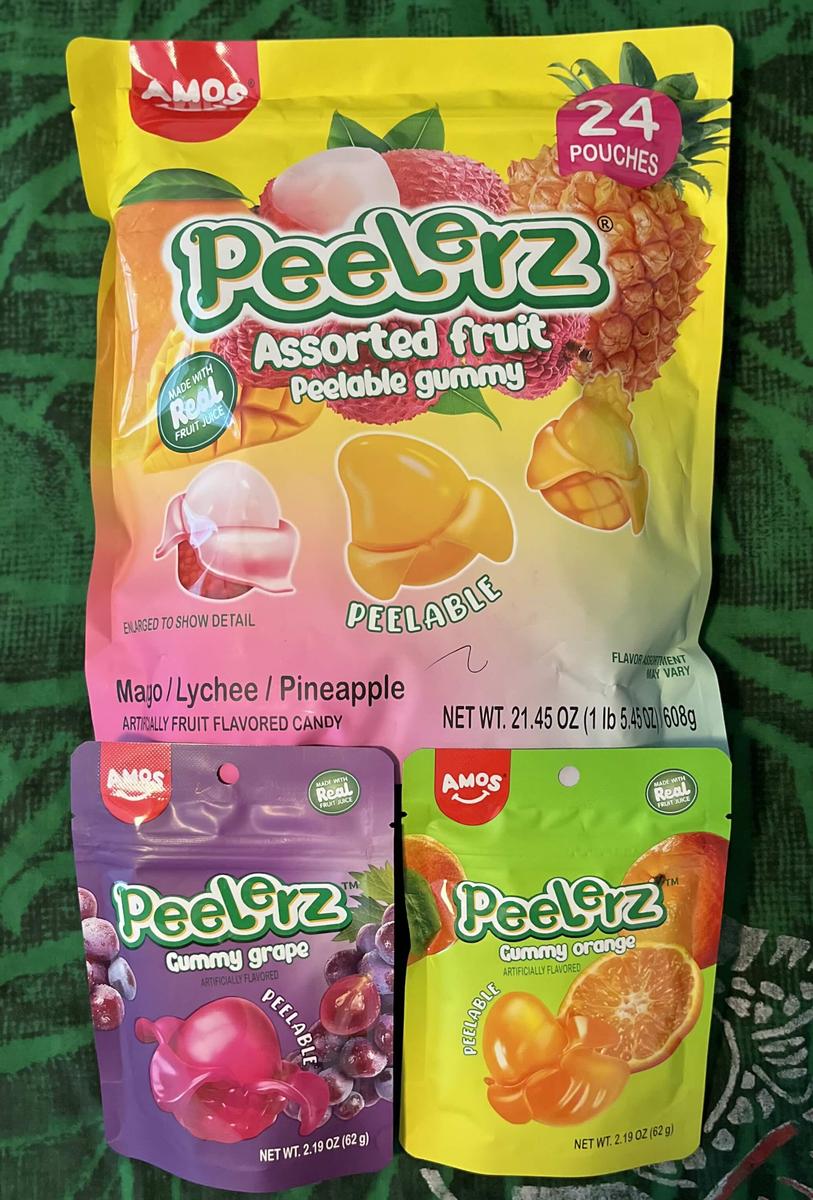 AMOS®
24
POUCHES
Peelerz®
Assorted fruit
Peelable gummy
MADE WITH
Real
FRUIT JUICE
PEELABLE
ENLARGED TO SHOW DETAIL
FLAVOR ASSORTMENT
MAY VARY
Mago / Lychee / Pineapple
ARTIFICIALLY FRUIT FLAVORED CANDY
NET WT. 21.45 OZ (1 lb 5.45 OZ) 608g
AMOS
MADE WITH
Real
FRUIT JUICE
Peelerz™
Gummy grape
ARTIFICIALLY FLAVORED
PEELABLE
NET WT. 2.19 OZ (62 g)
AMOS
MADE WITH
Real
FRUIT JUICE
Peelerz™
Gummy orange
ARTIFICIALLY FLAVORED
PEELABLE
NET WT. 2.19 OZ (62 g)